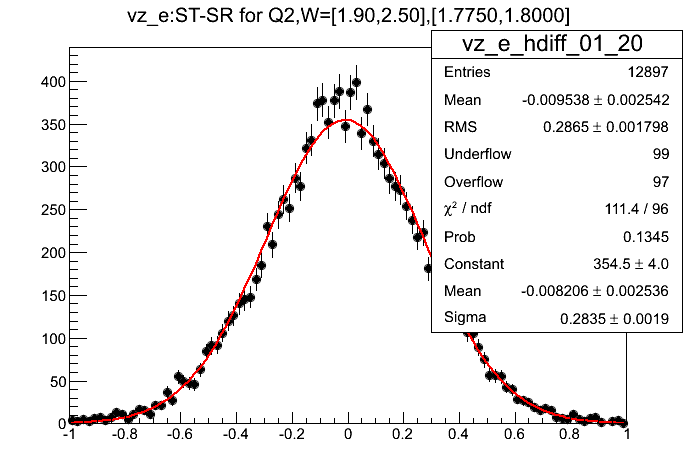 vz_e:ST-SR for Q2,W=[1.90,2.50],[1.7750,1.8000]
vz_e_hdiff_01_20
Entries 12897
Mean -0.009538 ± 0.002542
RMS 0.2865 ± 0.001798
Underflow 99
Overflow 97
χ² / ndf 111.4 / 96
Prob 0.1345
Constant 354.5 ± 4.0
Mean -0.008206 ± 0.002536
Sigma 0.2835 ± 0.0019
400
350
300
250
200
150
100
50
0
-1 -0.8 -0.6 -0.4 -0.2 0 0.2 0.4 0.6 0.8 1